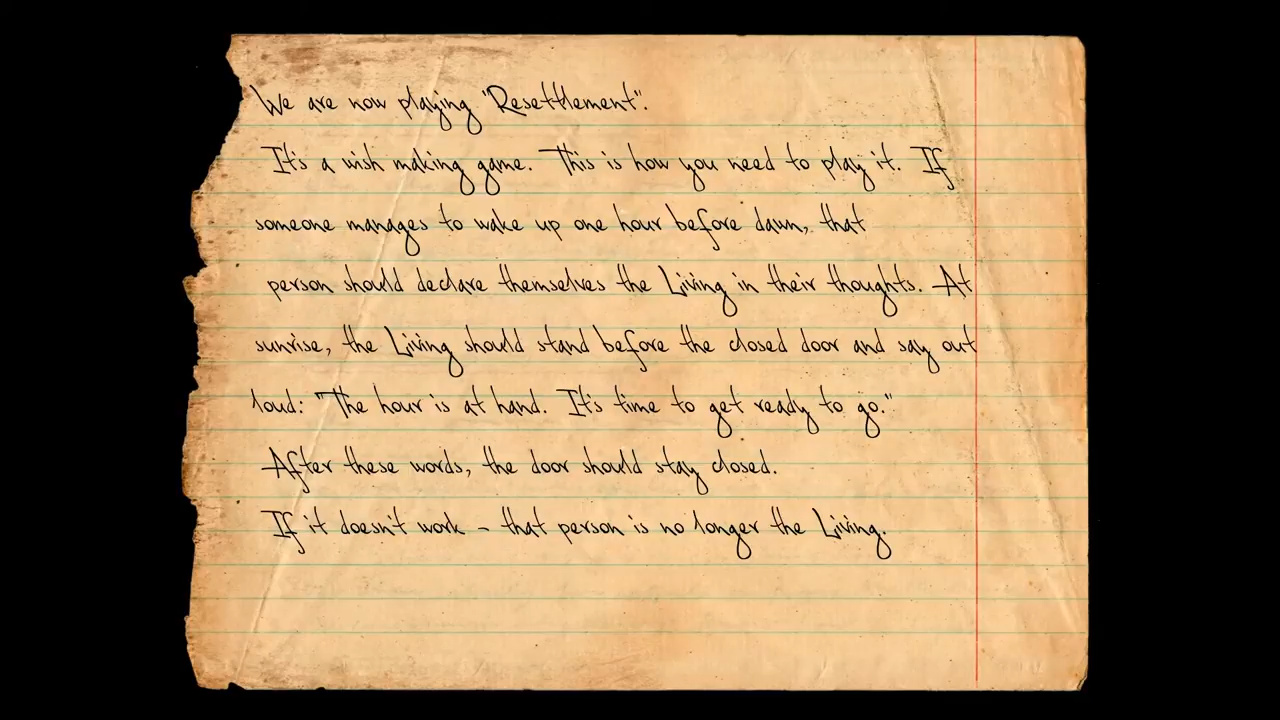 We are now playing "Resettlement".
It's a wish making game. This is how you need to play it. If
someone manages to wake up one hour before dawn, that
person should declare themselves the Living in their thoughts. At
sunrise, the Living should stand before the closed door and say out
loud: "The hour is at hand. It's time to get ready to go."
After these words, the door should stay closed.
If it doesn't work - that person is no longer the Living.